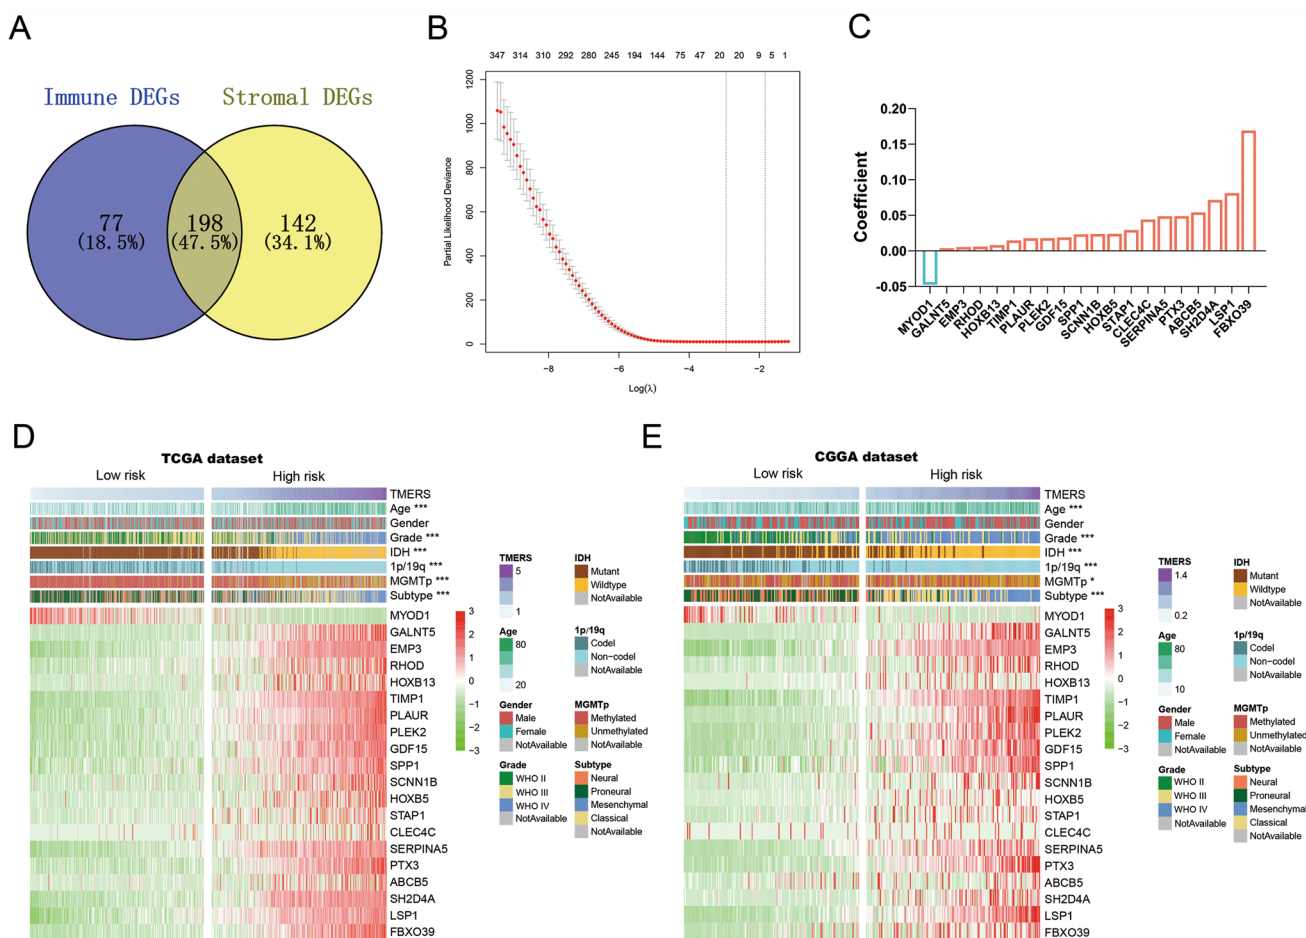 A
Immune DEGs
Stromal DEGs
77
(18.5%)
198
(47.5%)
142
(34.1%)
B
347 314 310 292 280 245 194 144 75 47 20 20 9 5 1
Partial Likelihood Deviance
1200
1000
800
600
400
200
0
-8 -6 -4 -2
Log(λ)
C
Coefficient
0.20
0.15
0.10
0.05
0.00
-0.05
MYOD1
GALNT5
EMP3
RHOD
HOXB13
TIMP1
PLAUR
PLEK2
GDF15
SPP1
SCNN1B
HOXB5
STAP1
CLEC4C
SERPINA5
PTX3
ABCB5
SH2D4A
LSP1
FBXO39
D
TCGA dataset
Low risk High risk
TMERS
Age ***
Gender
Grade ***
IDH ***
1p/19q ***
MGMTp ***
Subtype ***
MYOD1
GALNT5
EMP3
RHOD
HOXB13
TIMP1
PLAUR
PLEK2
GDF15
SPP1
SCNN1B
HOXB5
STAP1
CLEC4C
SERPINA5
PTX3
ABCB5
SH2D4A
LSP1
FBXO39
3
2
1
0
-1
-2
-3
TMERS
5
1
Age
80
20
Gender
Male
Female
NotAvailable
Grade
WHO II
WHO III
WHO IV
NotAvailable
IDH
Mutant
Wildtype
NotAvailable
1p/19q
Codel
Non-codel
NotAvailable
MGMTp
Methylated
Unmethylated
NotAvailable
Subtype
Neural
Proneural
Mesenchymal
Classical
NotAvailable
E
CGGA dataset
Low risk High risk
TMERS
Age ***
Gender
Grade ***
IDH ***
1p/19q ***
MGMTp *
Subtype ***
MYOD1
GALNT5
EMP3
RHOD
HOXB13
TIMP1
PLAUR
PLEK2
GDF15
SPP1
SCNN1B
HOXB5
STAP1
CLEC4C
SERPINA5
PTX3
ABCB5
SH2D4A
LSP1
FBXO39
3
2
1
0
-1
-2
-3
TMERS
1.4
0.2
Age
80
10
Gender
Male
Female
NotAvailable
Grade
WHO II
WHO III
WHO IV
NotAvailable
IDH
Mutant
Wildtype
NotAvailable
1p/19q
Codel
Non-codel
NotAvailable
MGMTp
Methylated
Unmethylated
NotAvailable
Subtype
Neural
Proneural
Mesenchymal
Classical
NotAvailable